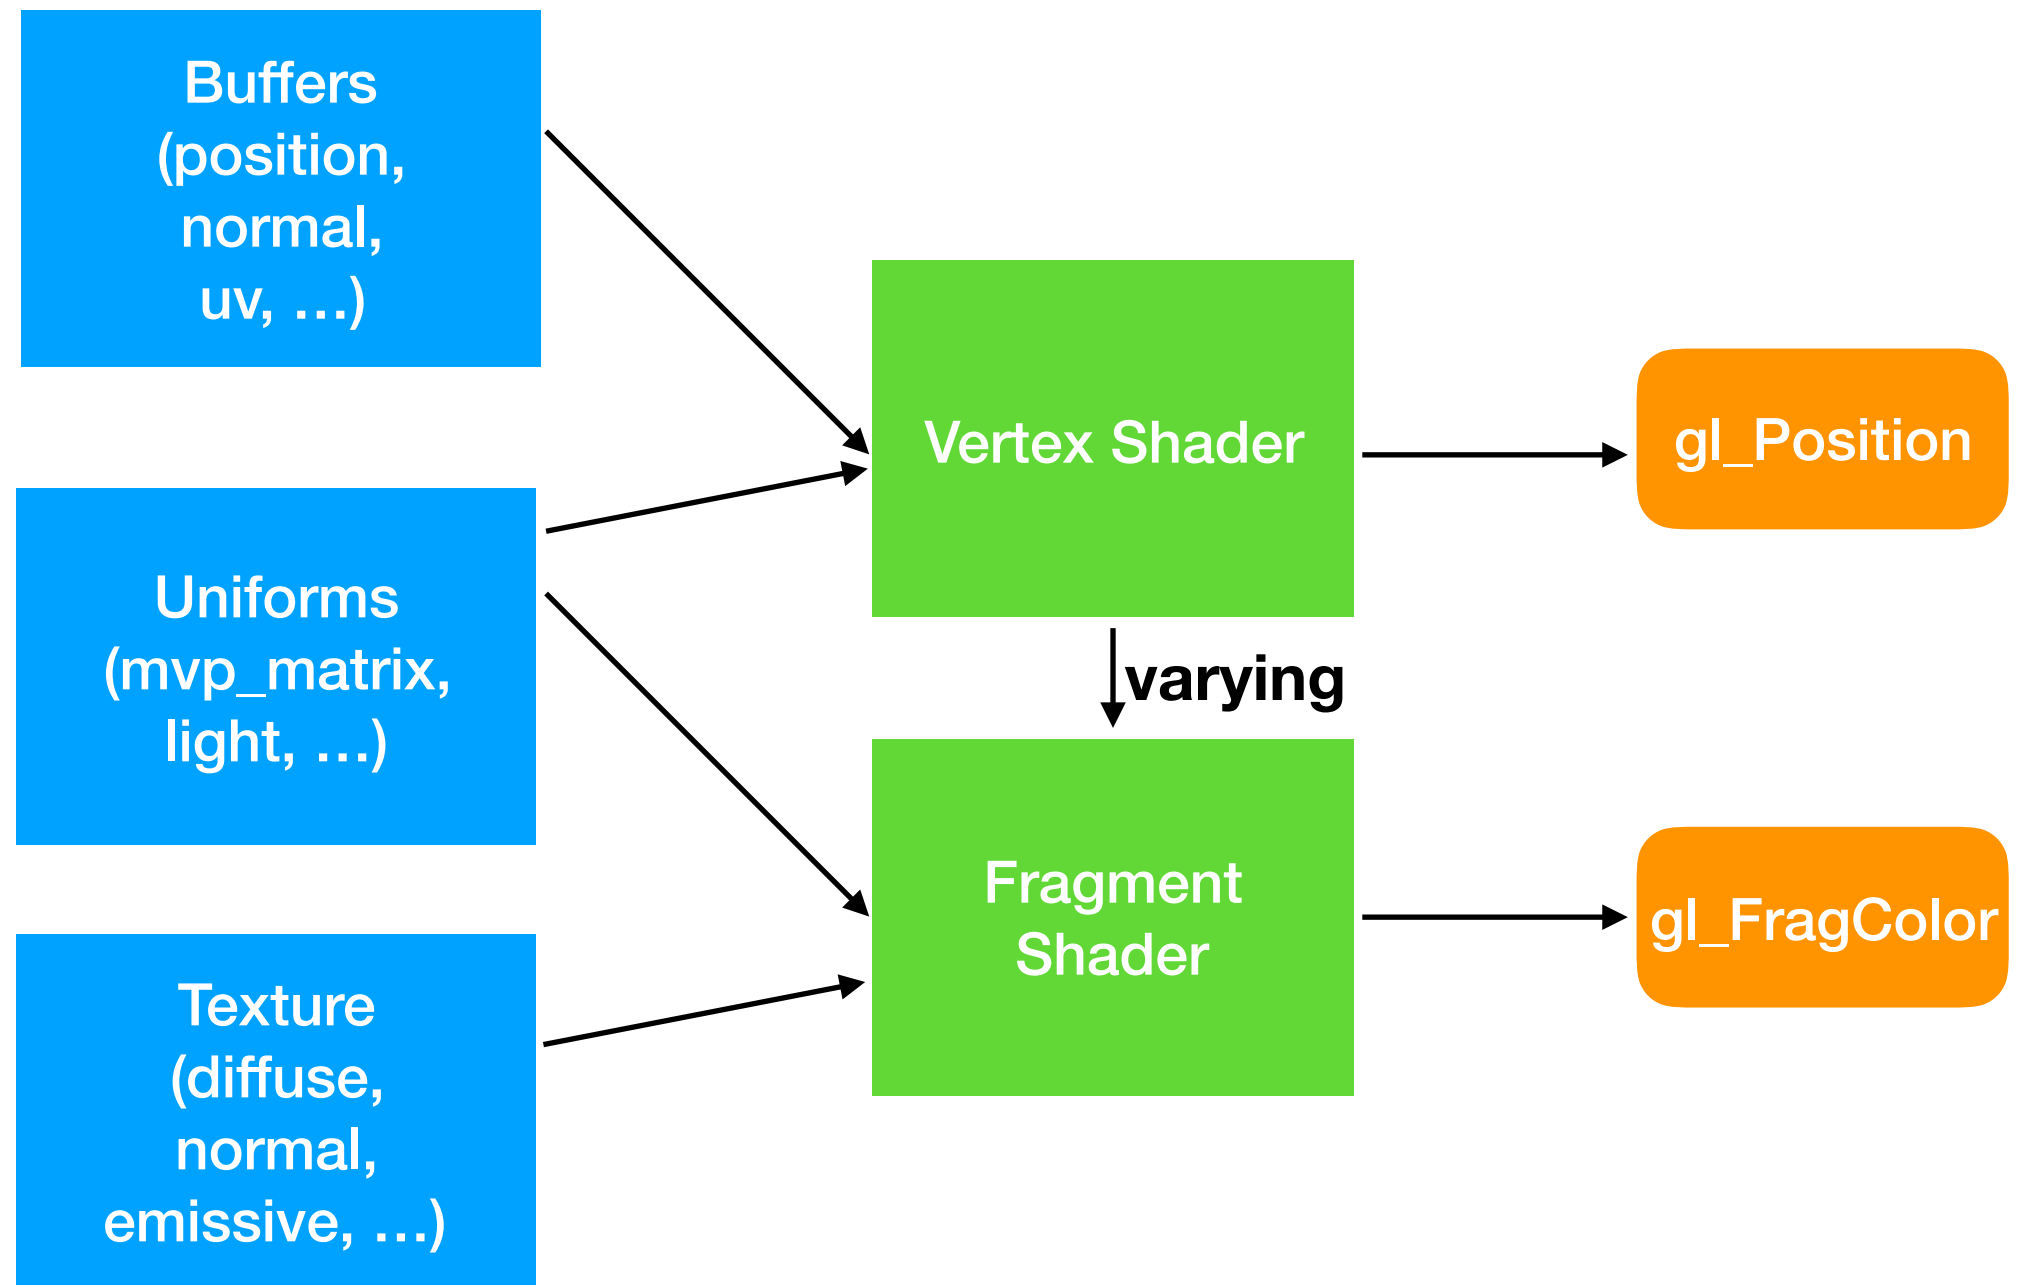 Buffers
(position,
normal,
uv, …)
Uniforms
(mvp_matrix,
light, …)
Texture
(diffuse,
normal,
emissive, …)
Vertex Shader
varying
Fragment
Shader
gl_Position
gl_FragColor